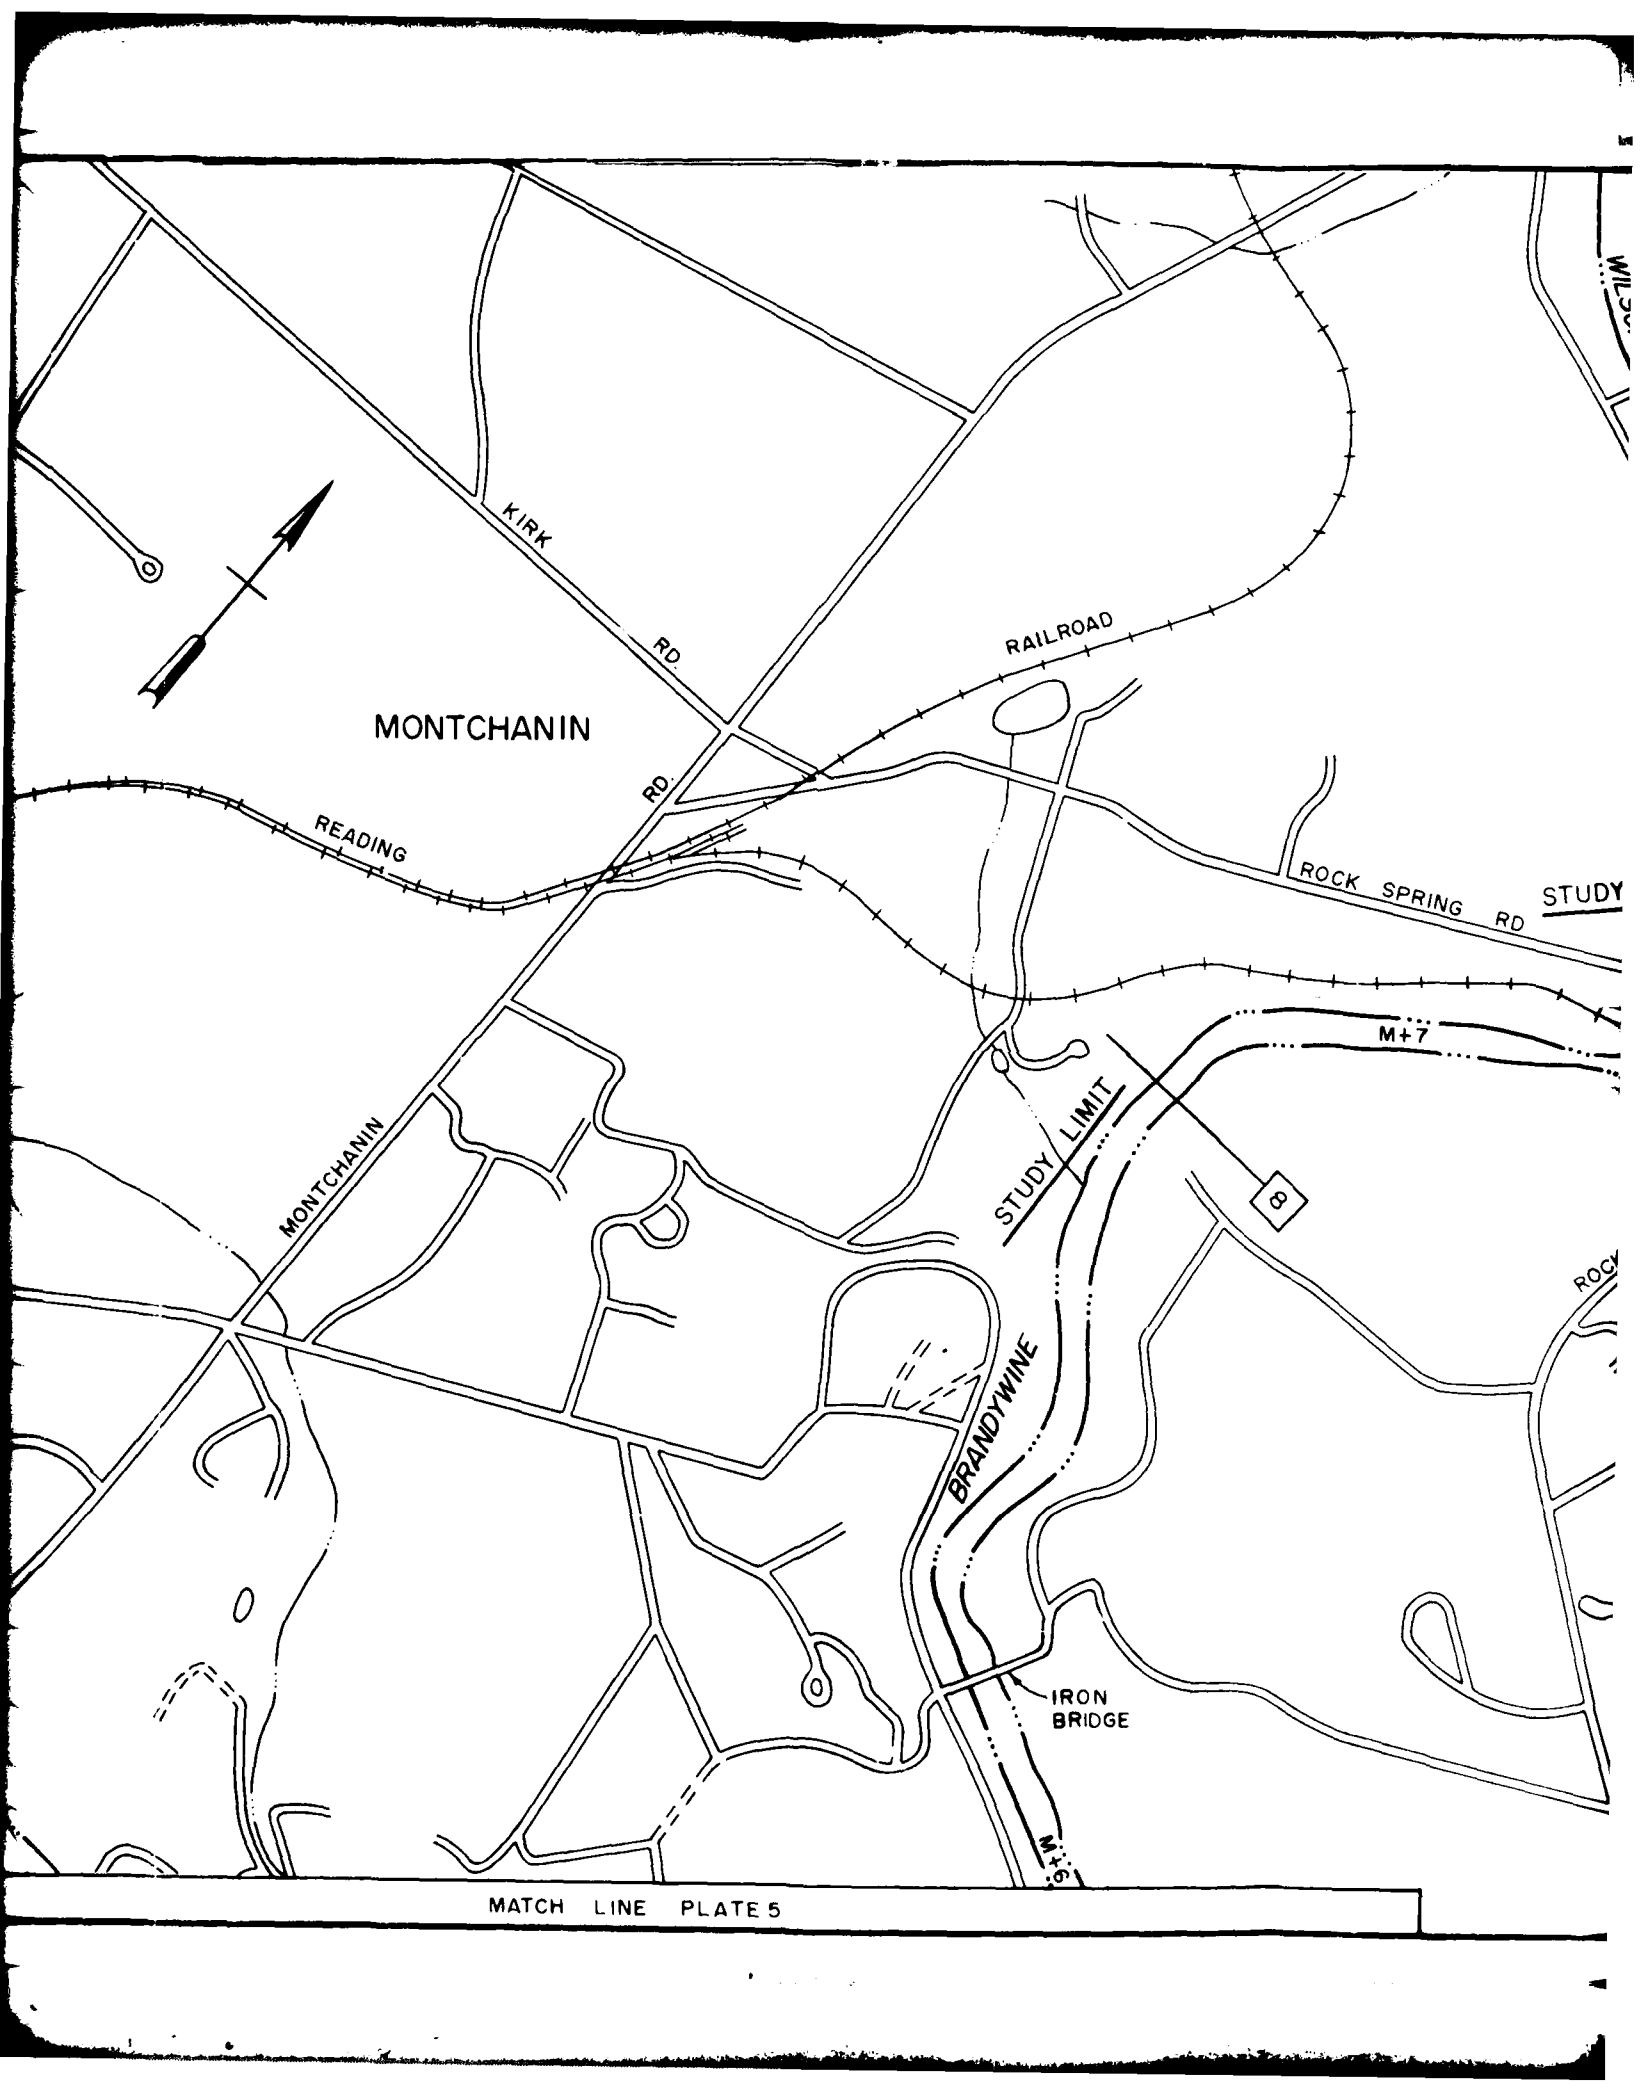 KIRK RD.
RAILROAD
MONTCHANIN
READING
MONTCHANIN RD.
ROCK SPRING RD
STUDY
M+7
STUDY LIMIT
8
BRANDYWINE
IRON
BRIDGE
M+6
MATCH LINE PLATE 5